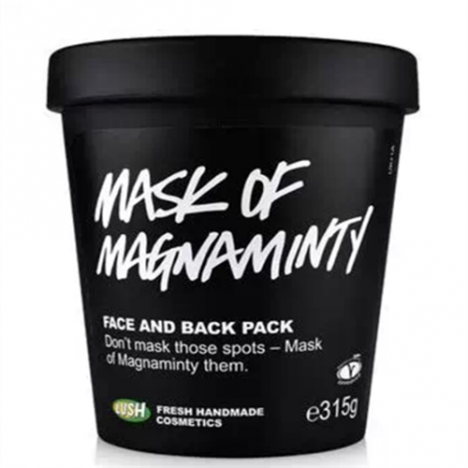 MASK OF
MAGNAMINTY
FACE AND BACK PACK
Don't mask those spots – Mask
of Magnaminty them.
LUSH
FRESH HANDMADE
COSMETICS
e315g